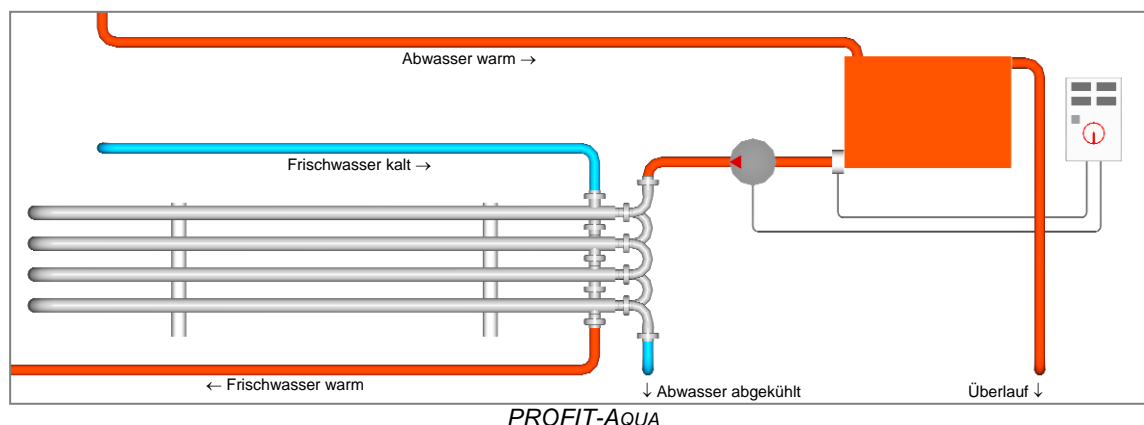 Abwasser warm →
Frischwasser kalt →
← Frischwasser warm
↓ Abwasser abgekühlt
Überlauf ↓
PROFIT-AQUA